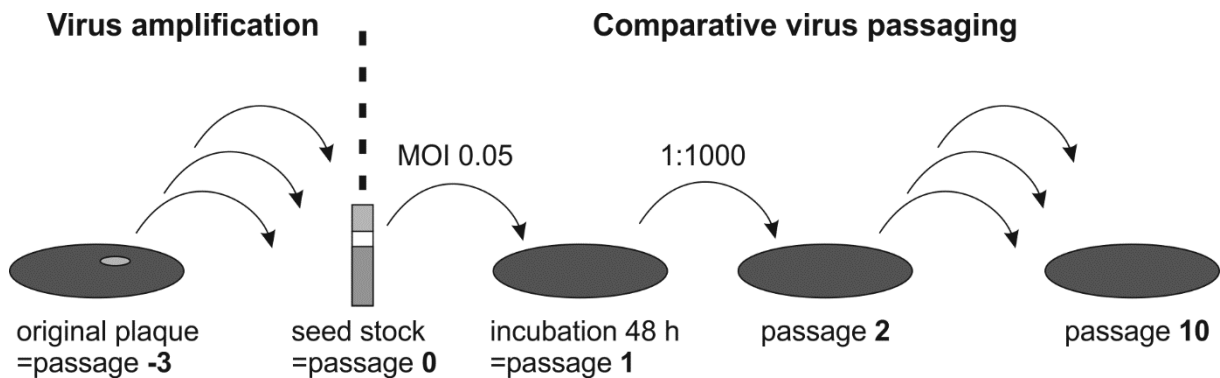 Virus amplification
Comparative virus passaging
MOI 0.05
1:1000
original plaque
=passage -3
seed stock
=passage 0
incubation 48 h
=passage 1
passage 2
passage 10